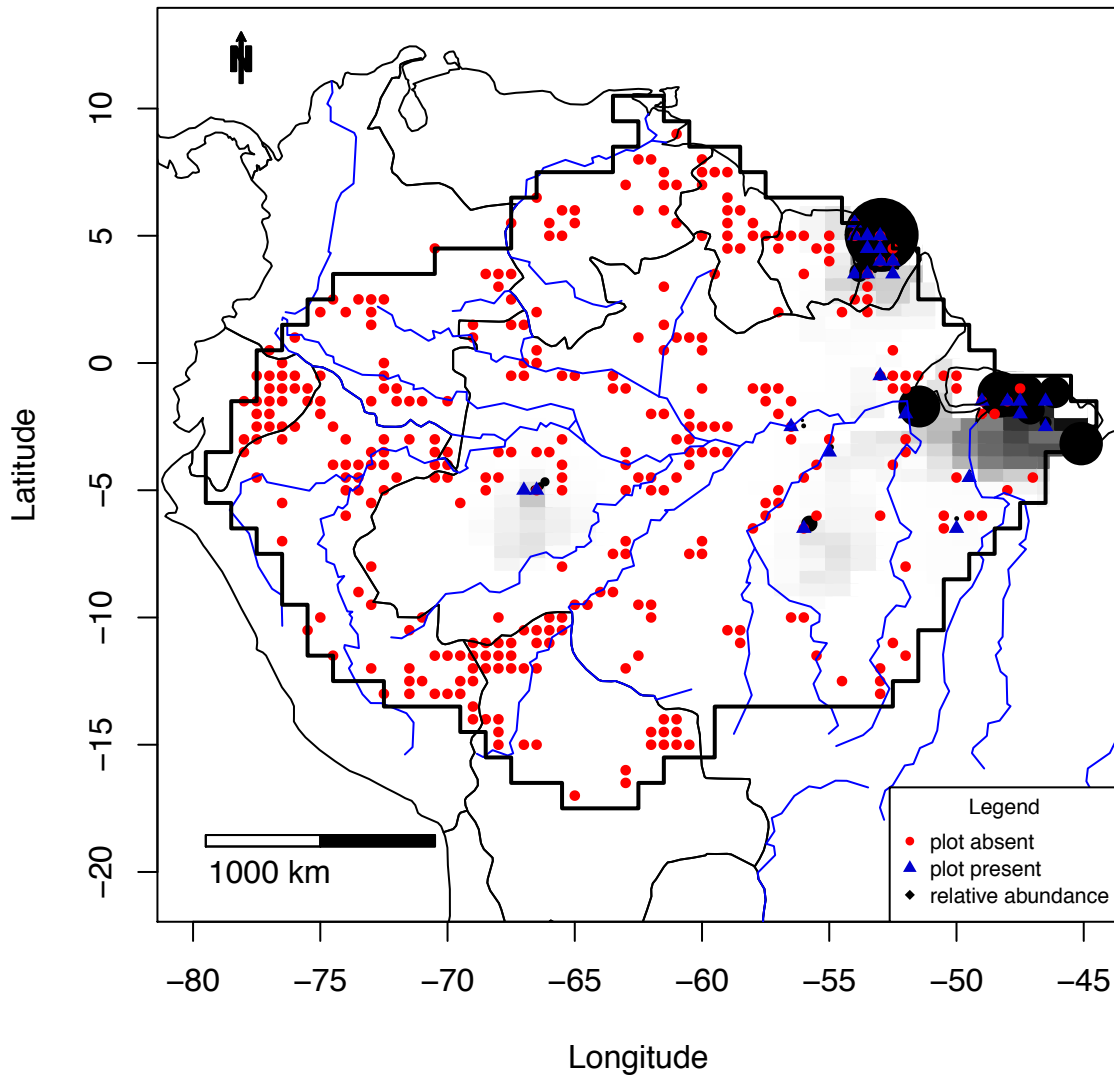 N
10
5
0
−5
−10
−15
−20
Latitude
1000 km
Legend
plot absent
plot present
relative abundance
−80
−75
−70
−65
−60
−55
−50
−45
Longitude